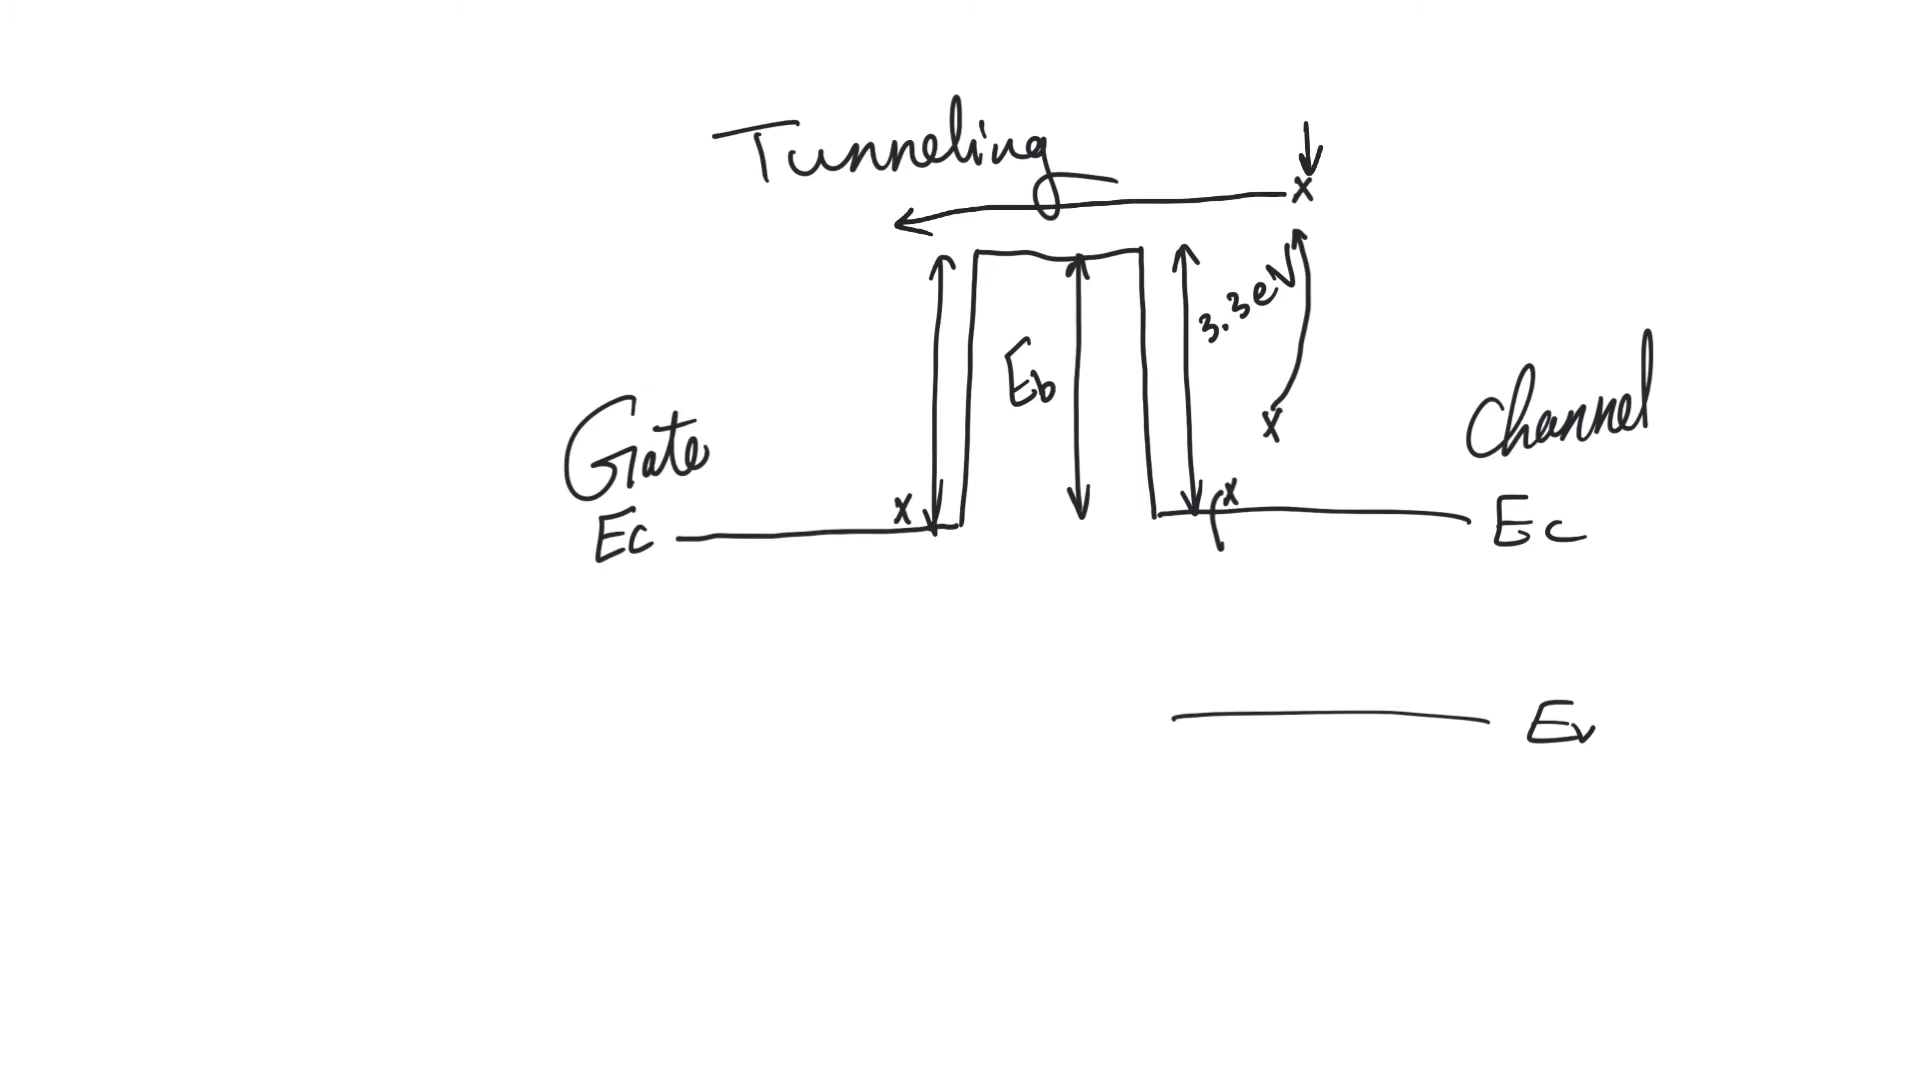 Tunneling
x
3.3eV
Eb
x
Gate
Channel
x
x
Ec
Ec
Ev